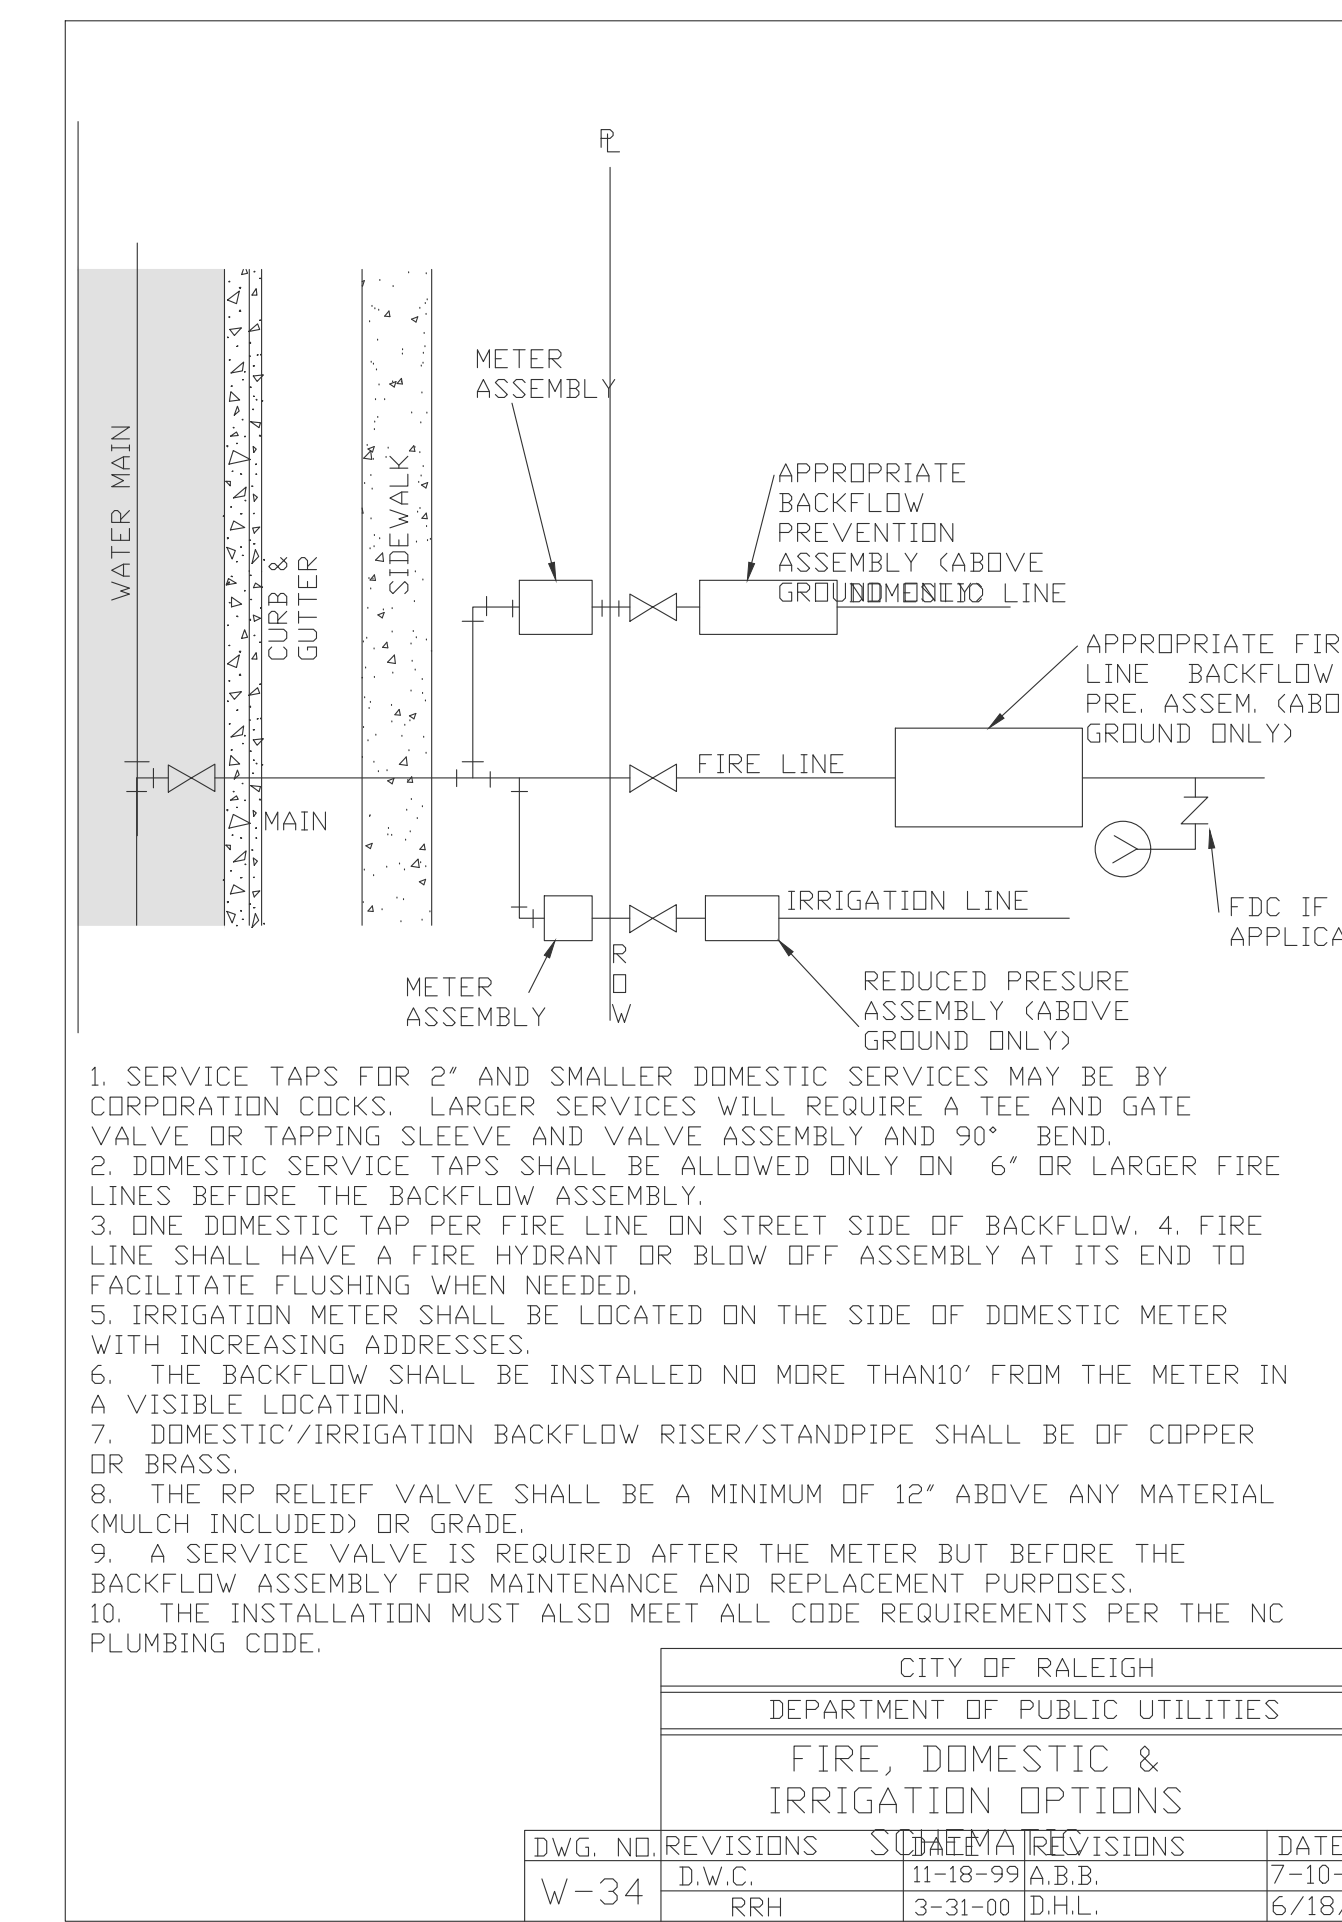 PL
METER
ASSEMBLY
WATER MAIN
CURB &
GUTTER
SIDEWALK
APPROPRIATE
BACKFLOW
PREVENTION
ASSEMBLY (ABOVE
GROUND ONLY)
DOMESTIC LINE
APPROPRIATE FIR
LINE BACKFLOW
PRE. ASSEM. (ABO
GROUND ONLY)
FIRE LINE
MAIN
IRRIGATION LINE
FDC IF
APPLICA
ROW
METER
ASSEMBLY
REDUCED PRESURE
ASSEMBLY (ABOVE
GROUND ONLY)
1. SERVICE TAPS FOR 2" AND SMALLER DOMESTIC SERVICES MAY BE BY
CORPORATION COCKS. LARGER SERVICES WILL REQUIRE A TEE AND GATE
VALVE OR TAPPING SLEEVE AND VALVE ASSEMBLY AND 90° BEND.
2. DOMESTIC SERVICE TAPS SHALL BE ALLOWED ONLY ON 6" OR LARGER FIRE
LINES BEFORE THE BACKFLOW ASSEMBLY.
3. ONE DOMESTIC TAP PER FIRE LINE ON STREET SIDE OF BACKFLOW. 4. FIRE
LINE SHALL HAVE A FIRE HYDRANT OR BLOW OFF ASSEMBLY AT ITS END TO
FACILITATE FLUSHING WHEN NEEDED.
5. IRRIGATION METER SHALL BE LOCATED ON THE SIDE OF DOMESTIC METER
WITH INCREASING ADDRESSES.
6. THE BACKFLOW SHALL BE INSTALLED NO MORE THAN10' FROM THE METER IN
A VISIBLE LOCATION.
7. DOMESTIC'/IRRIGATION BACKFLOW RISER/STANDPIPE SHALL BE OF COPPER
OR BRASS.
8. THE RP RELIEF VALVE SHALL BE A MINIMUM OF 12" ABOVE ANY MATERIAL
(MULCH INCLUDED) OR GRADE.
9. A SERVICE VALVE IS REQUIRED AFTER THE METER BUT BEFORE THE
BACKFLOW ASSEMBLY FOR MAINTENANCE AND REPLACEMENT PURPOSES.
10. THE INSTALLATION MUST ALSO MEET ALL CODE REQUIREMENTS PER THE NC
PLUMBING CODE.
CITY OF RALEIGH
DEPARTMENT OF PUBLIC UTILITIES
FIRE, DOMESTIC &
IRRIGATION OPTIONS
SCHEMATIC
DWG. NO. REVISIONS DATE REVISIONS DATE
W-34
D.W.C. 11-18-99 A.B.B. 7-10-
RRH 3-31-00 D.H.L. 6/18/